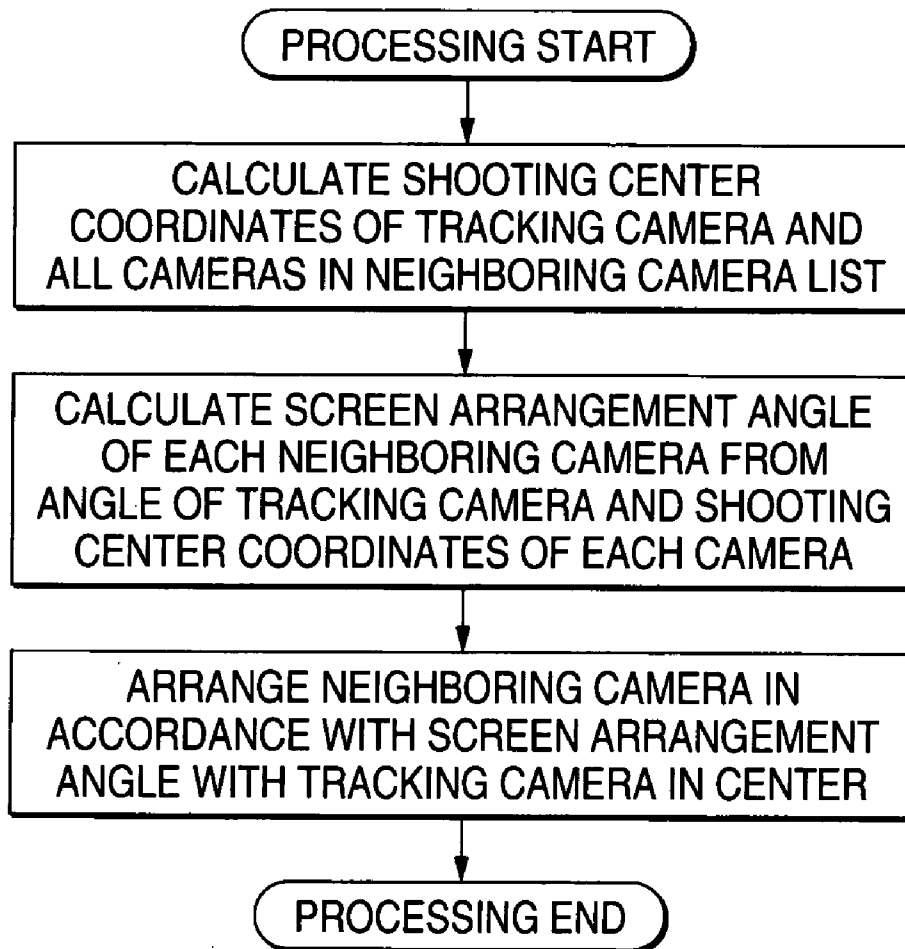 PROCESSING START
CALCULATE SHOOTING CENTER
COORDINATES OF TRACKING CAMERA AND
ALL CAMERAS IN NEIGHBORING CAMERA LIST
CALCULATE SCREEN ARRANGEMENT ANGLE
OF EACH NEIGHBORING CAMERA FROM
ANGLE OF TRACKING CAMERA AND SHOOTING
CENTER COORDINATES OF EACH CAMERA
ARRANGE NEIGHBORING CAMERA IN
ACCORDANCE WITH SCREEN ARRANGEMENT
ANGLE WITH TRACKING CAMERA IN CENTER
PROCESSING END